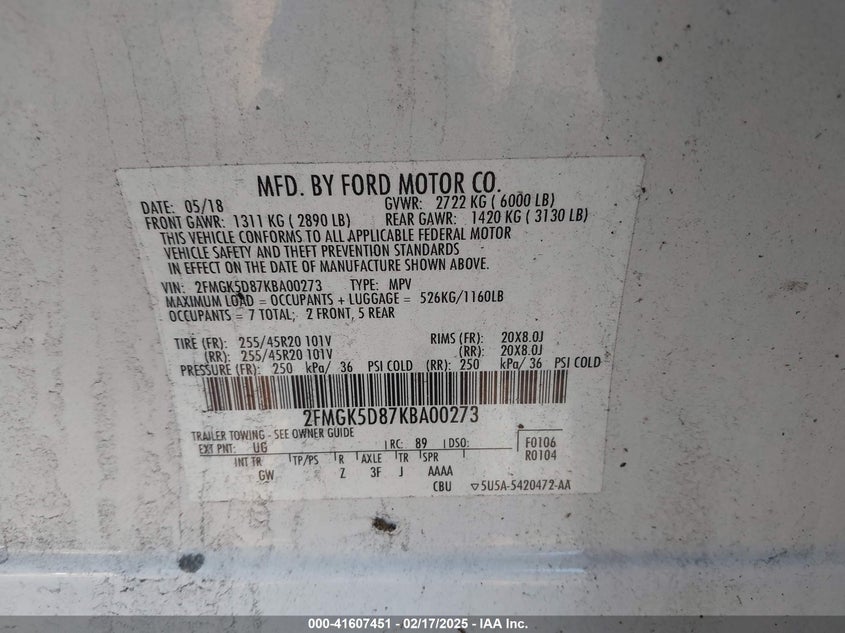 MFD. BY FORD MOTOR CO.
DATE: 05/18 GVWR: 2722 KG ( 6000 LB)
FRONT GAWR: 1311 KG ( 2890 LB) REAR GAWR: 1420 KG ( 3130 LB)
THIS VEHICLE CONFORMS TO ALL APPLICABLE FEDERAL MOTOR
VEHICLE SAFETY AND THEFT PREVENTION STANDARDS
IN EFFECT ON THE DATE OF MANUFACTURE SHOWN ABOVE.
VIN: 2FMGK5D87KBA00273 TYPE: MPV
MAXIMUM LOAD = OCCUPANTS + LUGGAGE = 526KG/1160LB
OCCUPANTS = 7 TOTAL; 2 FRONT, 5 REAR
TIRE (FR): 255/45R20 101V RIMS (FR): 20X8.0J
(RR): 255/45R20 101V (RR): 20X8.0J
PRESSURE (FR): 250 kPa/ 36 PSI COLD (RR): 250 kPa/ 36 PSI COLD
2FMGK5D87KBA00273
TRAILER TOWING - SEE OWNER GUIDE
EXT PNT: UG RC: 89 DSO: F0106
INT TR TP/PS R AXLE TR SPR R0104
GW Z 3F J AAAA
CBU ▽5U5A-5420472-AA
000-41607451 - 02/17/2025 - IAA Inc.